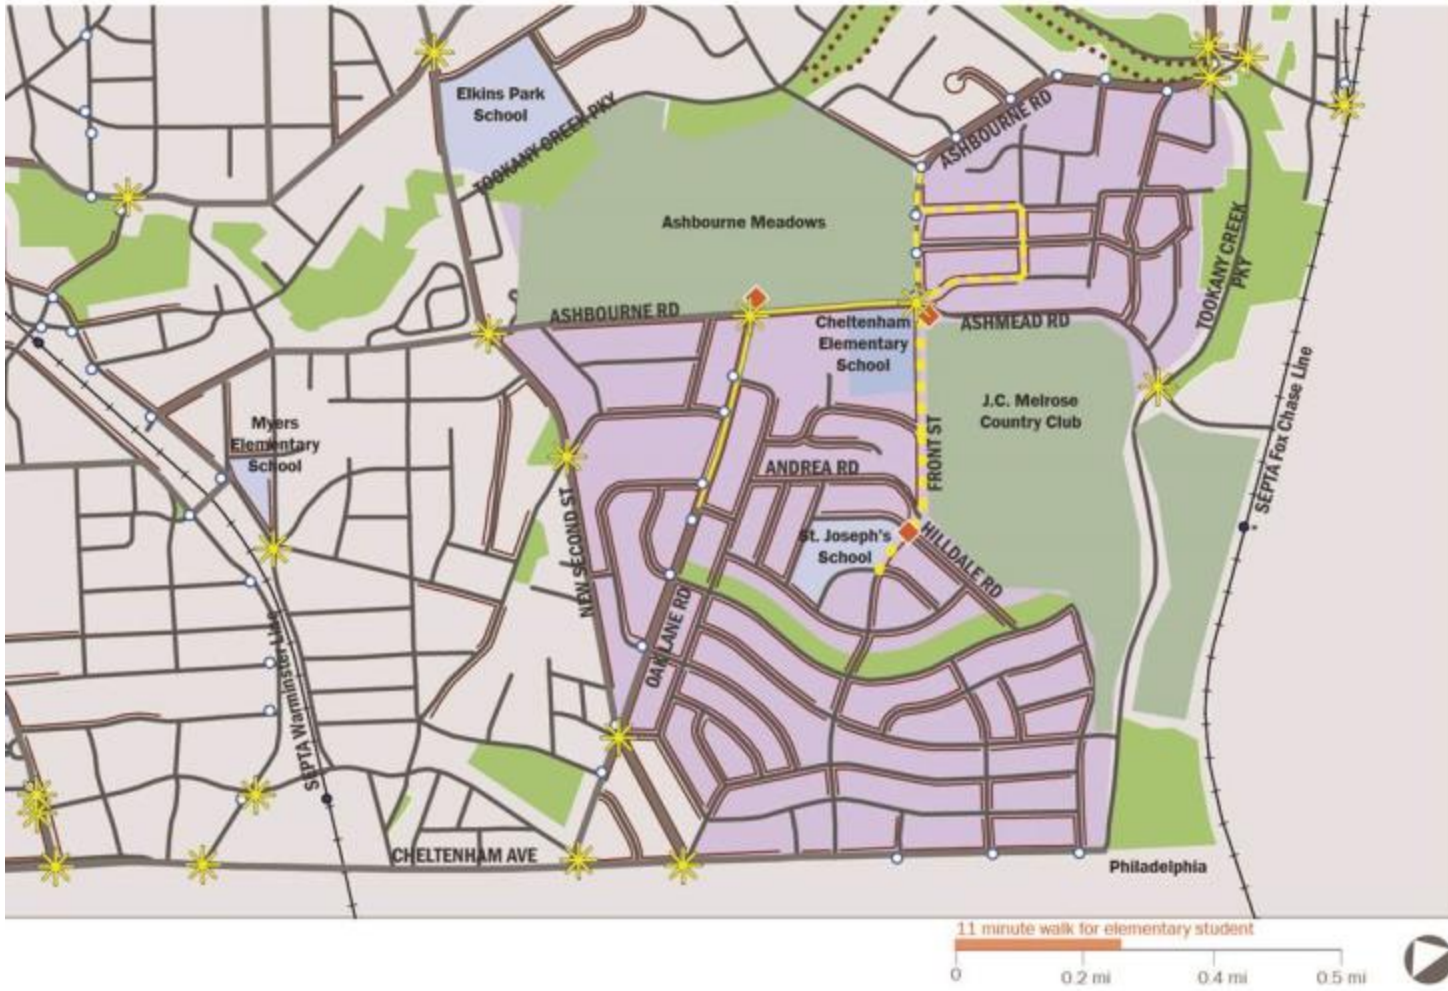 Elkins Park
School
TOOKANY CREEK PKY
ASHBOURNE RD
Ashbourne Meadows
TOOKANY CREEK
PKY
ASHBOURNE RD
Cheltenham
Elementary
School
ASHMEAD RD
J.C. Melrose
Country Club
SEPTA Fox Chase Line
Myers
Elementary
School
ANDREA RD
FRONT ST
NEW SECOND ST
St. Joseph's
School
HILLDALE RD
OAK LANE RD
SEPTA Warminster Line
CHELTENHAM AVE
Philadelphia
11 minute walk for elementary student
0
0.2 mi
0.4 mi
0.5 mi